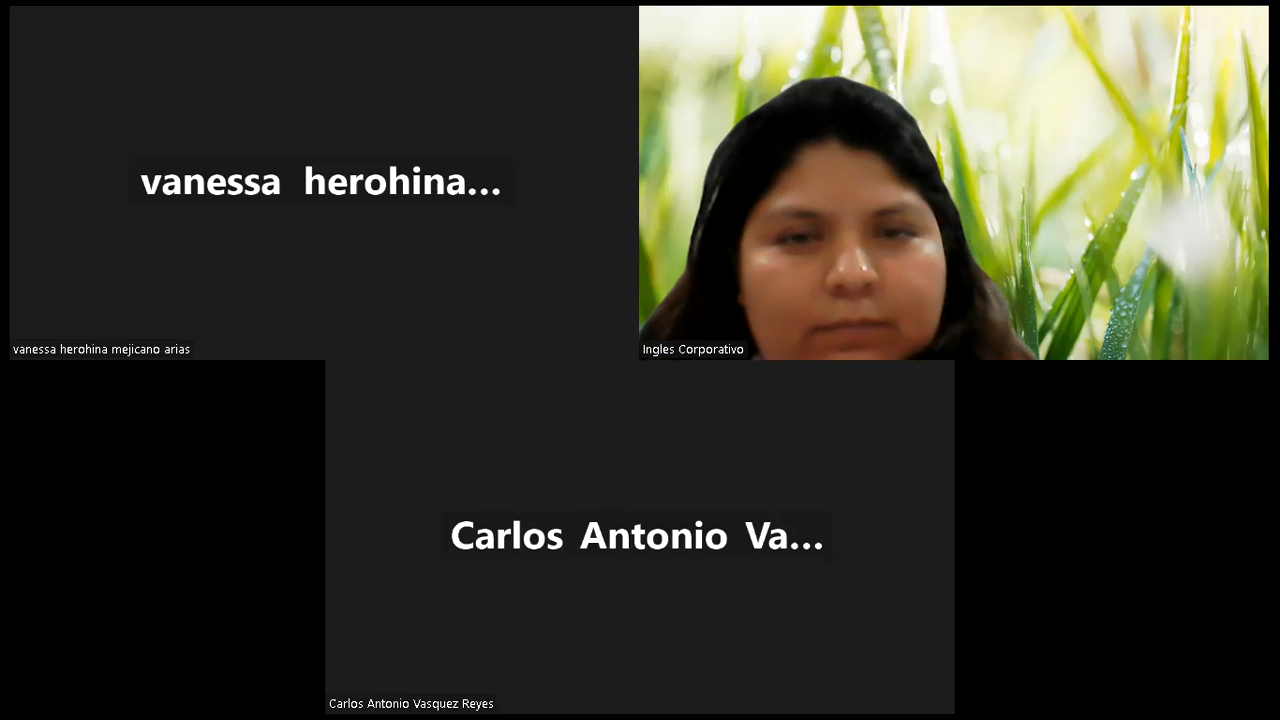 vanessa herohina...
vanessa herohina mejicano arias
Ingles Corporativo
Carlos Antonio Va...
Carlos Antonio Vasquez Reyes